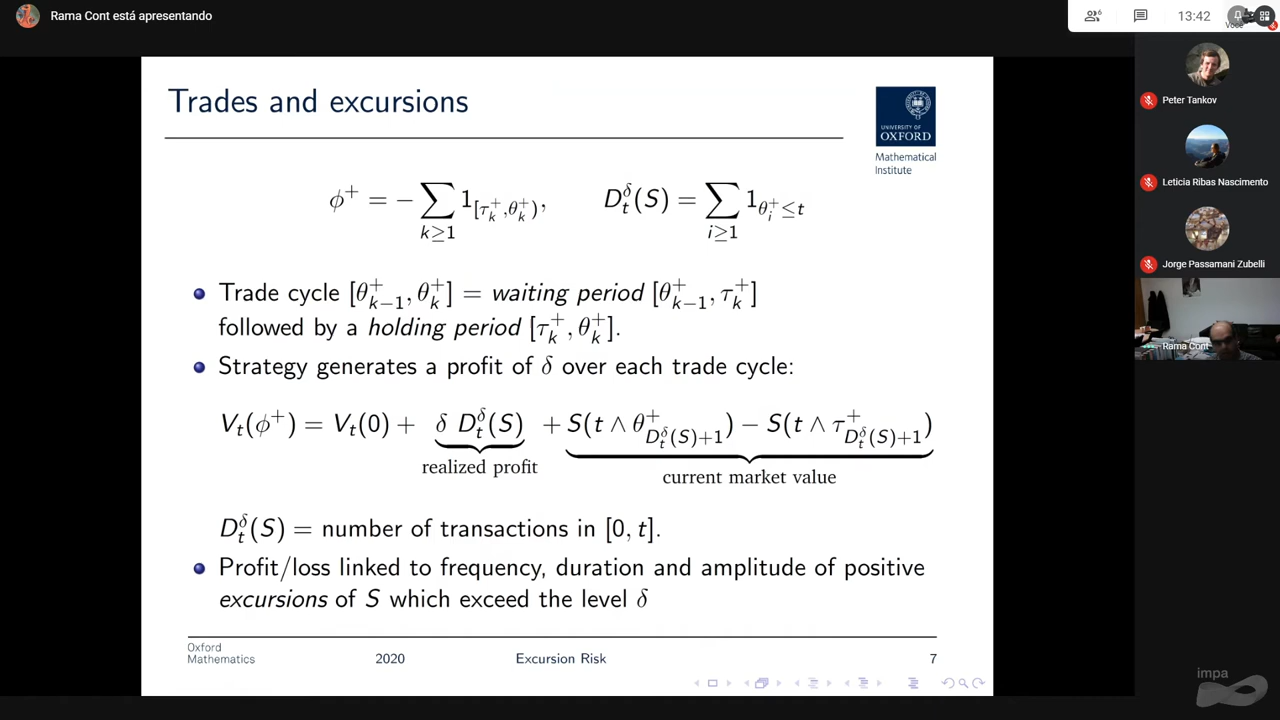 Rama Cont está apresentando
6
13:42
Você
Trades and excursions
UNIVERSITY OF
OXFORD
Mathematical
Institute
ϕ⁺ = − ∑_{k≥1} 1_{[τ_k^+, θ_k^+)}, D_t^δ(S) = ∑_{i≥1} 1_{θ_i^+ ≤ t}
Trade cycle [θ_{k−1}^+, θ_k^+] = waiting period [θ_{k−1}^+, τ_k^+]
followed by a holding period [τ_k^+, θ_k^+].
Strategy generates a profit of δ over each trade cycle:
V_t(ϕ⁺) = V_t(0) + δ D_t^δ(S) + S(t ∧ θ^+_{D_t^δ(S)+1}) − S(t ∧ τ^+_{D_t^δ(S)+1})
realized profit
current market value
D_t^δ(S) = number of transactions in [0, t].
Profit/loss linked to frequency, duration and amplitude of positive
excursions of S which exceed the level δ
Oxford
Mathematics
2020
Excursion Risk
7
Peter Tankov
Leticia Ribas Nascimento
Jorge Passamani Zubelli
Rama Cont
impa